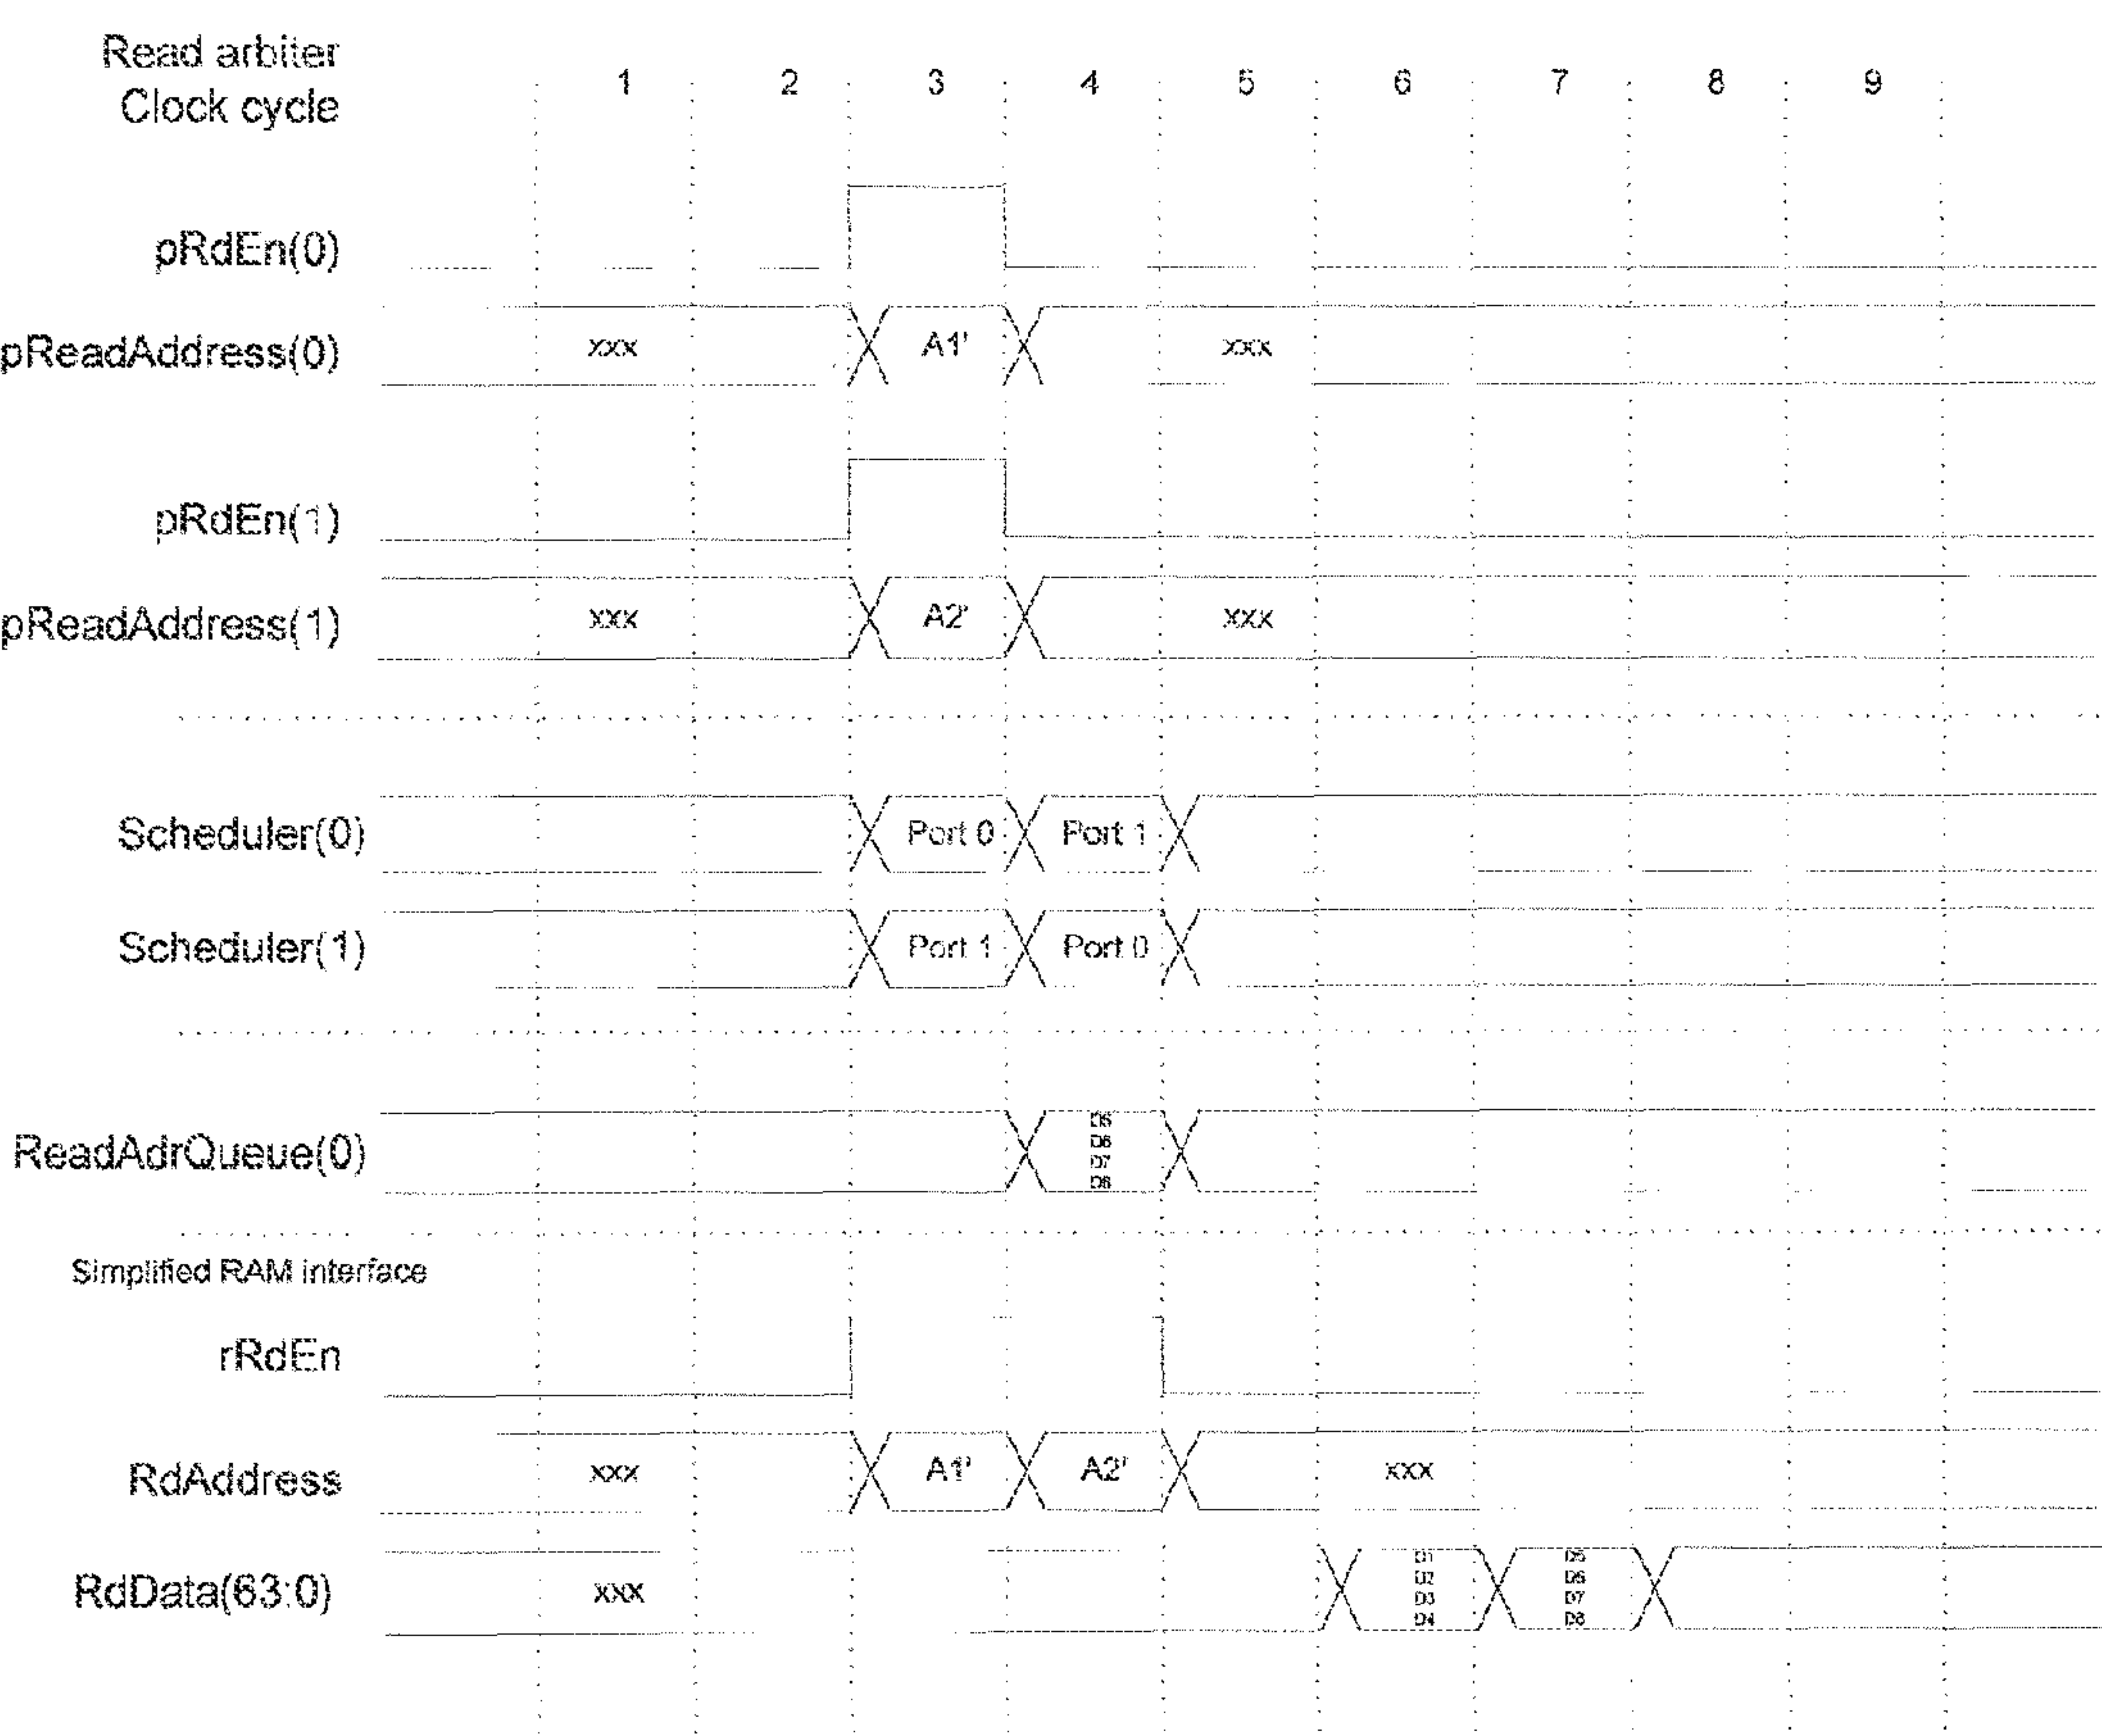 Read arbiter
Clock cycle
1 2 3 4 5 6 7 8 9
pRdEn(0)
pReadAddress(0) xxx A1' xxx
pRdEn(1)
pReadAddress(1) xxx A2' xxx
Scheduler(0) Port 0 Port 1
Scheduler(1) Port 1 Port 0
ReadAdrQueue(0)
D5
D6
D7
D8
Simplified RAM interface
rRdEn
RdAddress xxx A1' A2' xxx
RdData(63:0) xxx
D1 D5
D2 D6
D3 D7
D4 D8